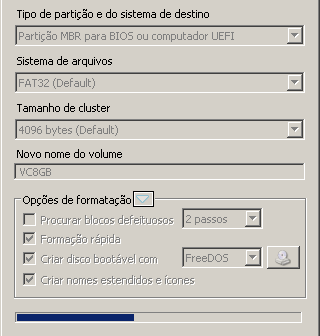 Tipo de partição e do sistema de destino
Partição MBR para BIOS ou computador UEFI
Sistema de arquivos
FAT32 (Default)
Tamanho de cluster
4096 bytes (Default)
Novo nome do volume
VC8GB
Opções de formatação
Procurar blocos defeituosos 2 passos
Formação rápida
Criar disco bootável com FreeDOS
Criar nomes estendidos e ícones